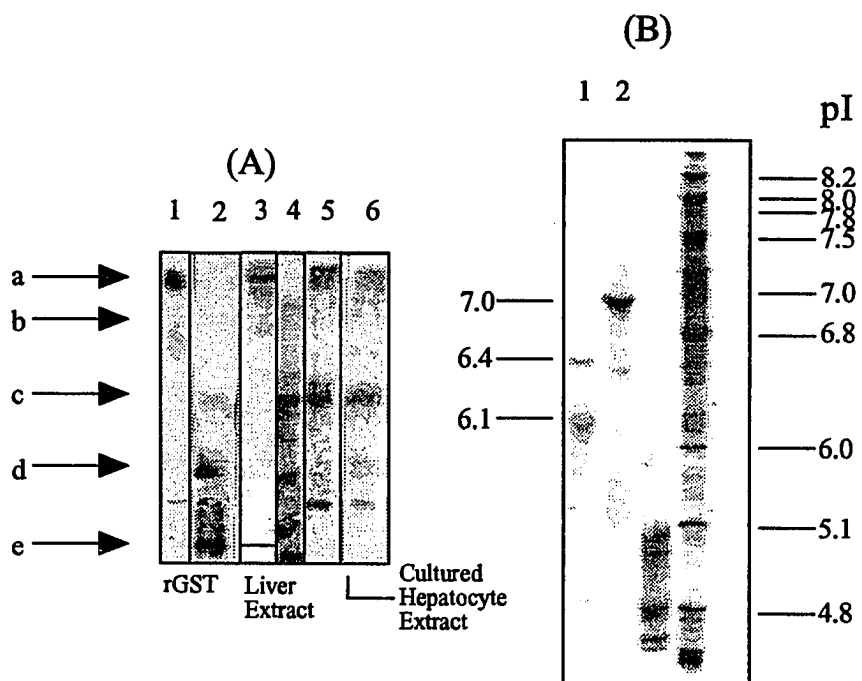 (A)
1 2 3 4 5 6
a
b
c
d
e
rGST
Liver
Extract
Cultured
Hepatocyte
Extract
(B)
1 2
pI
7.0
6.4
6.1
8.2
8.0
7.8
7.5
7.0
6.8
6.0
5.1
4.8